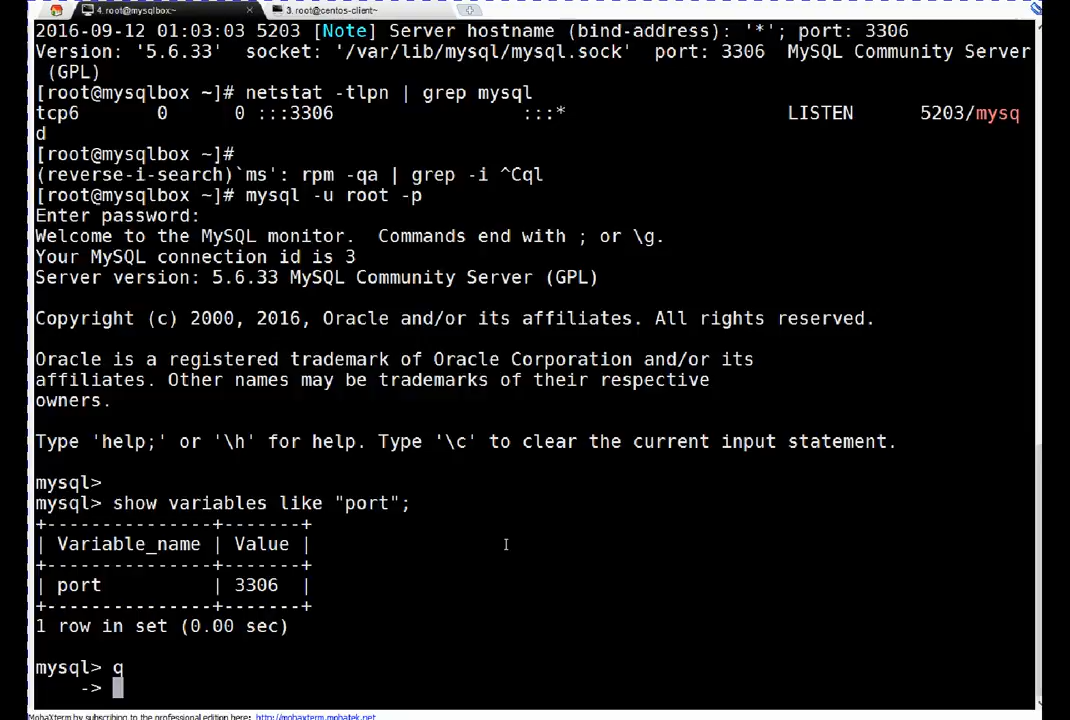 4. root@mysqlbox:~
3. root@centos-client:~
2016-09-12 01:03:03 5203 [Note] Server hostname (bind-address): '*'; port: 3306
Version: '5.6.33'  socket: '/var/lib/mysql/mysql.sock'  port: 3306  MySQL Community Server
(GPL)
[root@mysqlbox ~]# netstat -tlpn | grep mysql
tcp6       0      0 :::3306                 :::*                    LISTEN      5203/mysq
d
[root@mysqlbox ~]#
(reverse-i-search)`ms': rpm -qa | grep -i ^Cql
[root@mysqlbox ~]# mysql -u root -p
Enter password:
Welcome to the MySQL monitor.  Commands end with ; or \g.
Your MySQL connection id is 3
Server version: 5.6.33 MySQL Community Server (GPL)
Copyright (c) 2000, 2016, Oracle and/or its affiliates. All rights reserved.
Oracle is a registered trademark of Oracle Corporation and/or its
affiliates. Other names may be trademarks of their respective
owners.
Type 'help;' or '\h' for help. Type '\c' to clear the current input statement.
mysql>
mysql> show variables like "port";
+---------------+-------+
| Variable_name | Value |
+---------------+-------+
| port          | 3306  |
+---------------+-------+
1 row in set (0.00 sec)
mysql> q
    ->
MobaXterm by subscribing to the professional edition here: http://mobaxterm.mobatek.net